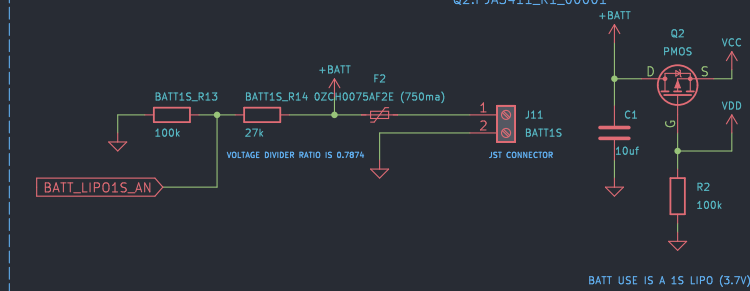 +BATT
Q2
PMOS
VCC
D
S
+BATT
F2
BATT1S_R13
BATT1S_R14
0ZCH0075AF2E (750ma)
VDD
1
J11
C1
G
100k
27k
2
BATT1S
10uf
VOLTAGE DIVIDER RATIO IS 0.7874
JST CONNECTOR
BATT_LIPO1S_AN
R2
100k
BATT USE IS A 1S LIPO (3.7V)